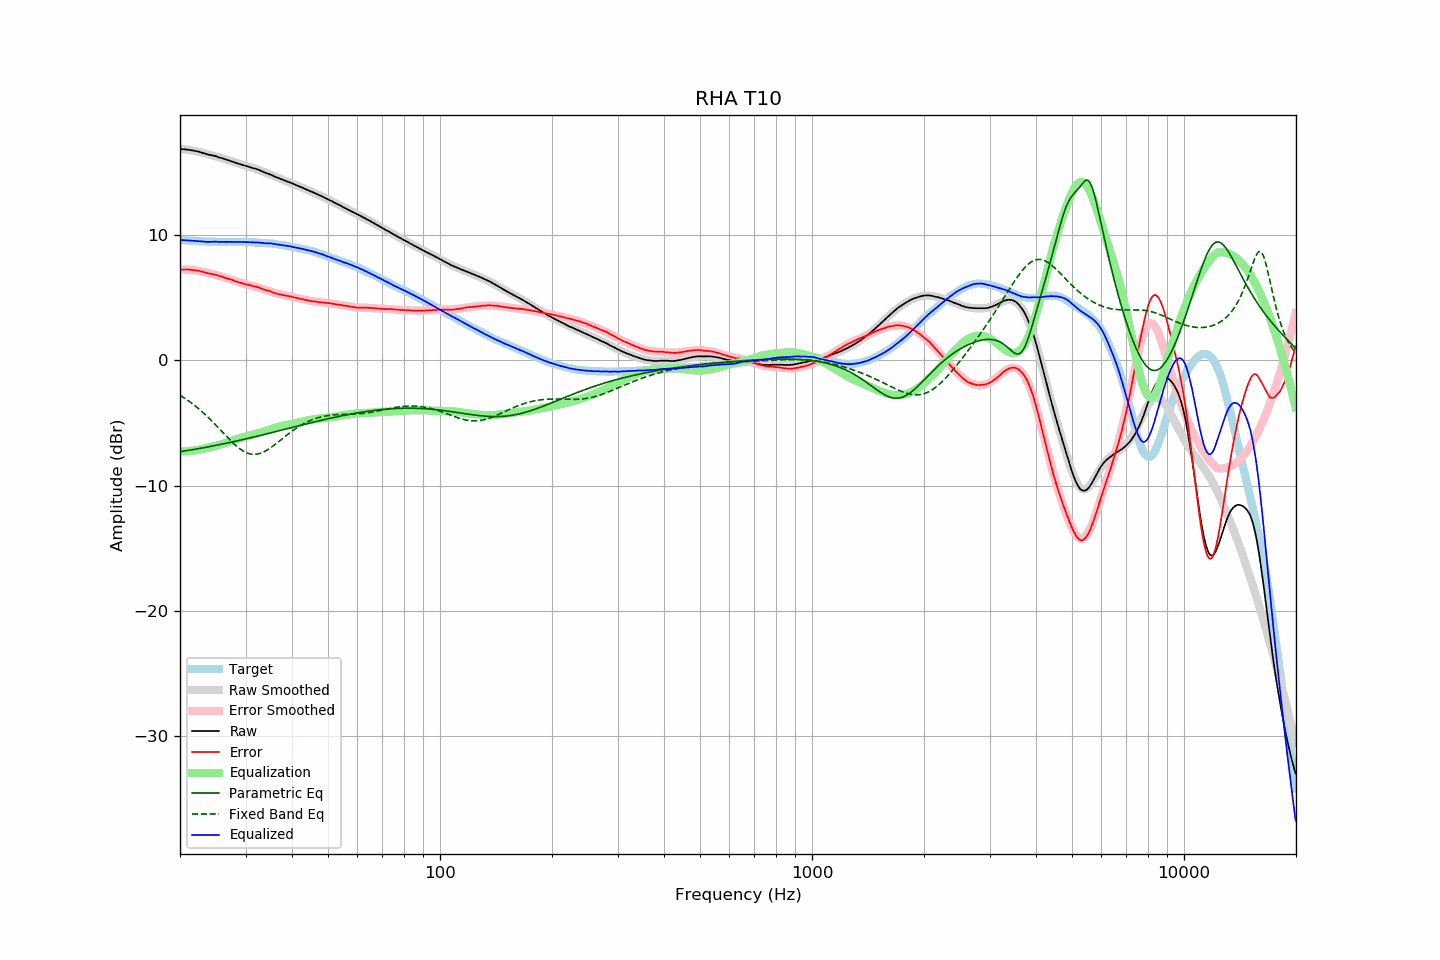 RHA T10
Amplitude (dBr)
10
0
−10
−20
−30
Target
Raw Smoothed
Error Smoothed
Raw
Error
Equalization
Parametric Eq
Fixed Band Eq
Equalized
100
1000
10000
Frequency (Hz)